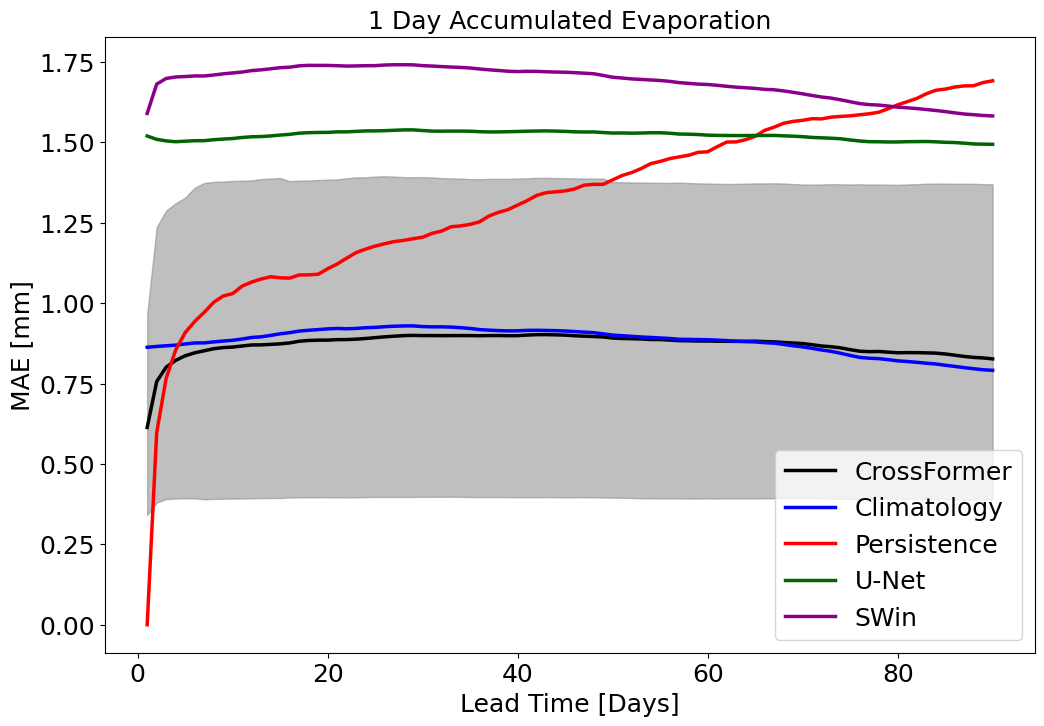 1 Day Accumulated Evaporation
MAE [mm]
1.75
1.50
1.25
1.00
0.75
0.50
0.25
0.00
0
20
40
60
80
Lead Time [Days]
CrossFormer
Climatology
Persistence
U-Net
SWin